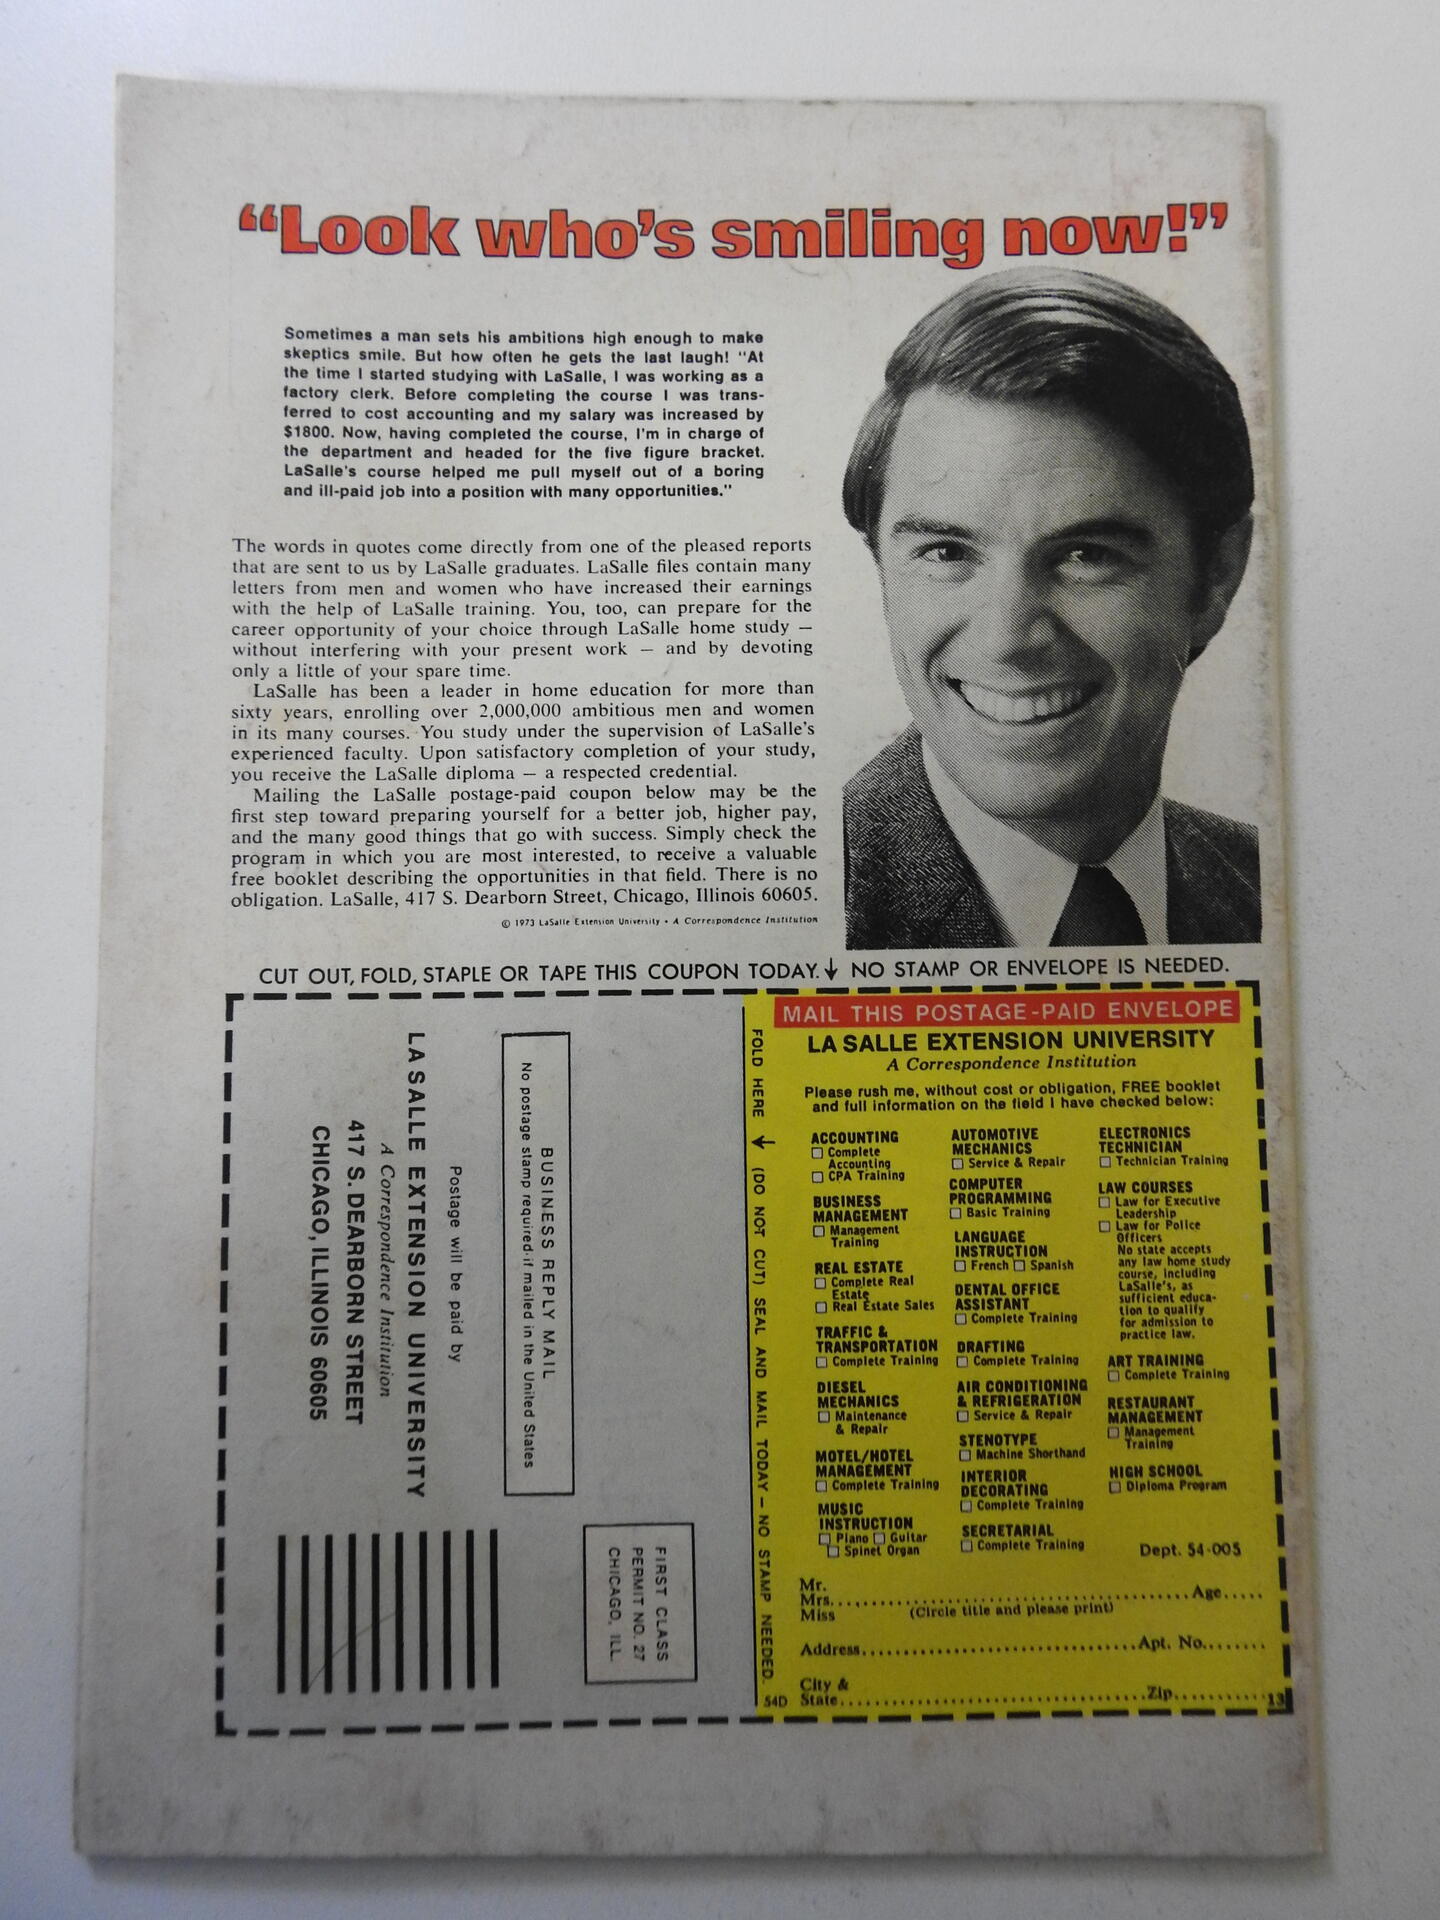 “Look who’s smiling now!”
Sometimes a man sets his ambitions high enough to make
skeptics smile. But how often he gets the last laugh! "At
the time I started studying with LaSalle, I was working as a
factory clerk. Before completing the course I was trans-
ferred to cost accounting and my salary was increased by
$1800. Now, having completed the course, I'm in charge of
the department and headed for the five figure bracket.
LaSalle's course helped me pull myself out of a boring
and ill-paid job into a position with many opportunities."
The words in quotes come directly from one of the pleased reports
that are sent to us by LaSalle graduates. LaSalle files contain many
letters from men and women who have increased their earnings
with the help of LaSalle training. You, too, can prepare for the
career opportunity of your choice through LaSalle home study —
without interfering with your present work — and by devoting
only a little of your spare time.
LaSalle has been a leader in home education for more than
sixty years, enrolling over 2,000,000 ambitious men and women
in its many courses. You study under the supervision of LaSalle's
experienced faculty. Upon satisfactory completion of your study,
you receive the LaSalle diploma — a respected credential.
Mailing the LaSalle postage-paid coupon below may be the
first step toward preparing yourself for a better job, higher pay,
and the many good things that go with success. Simply check the
program in which you are most interested, to receive a valuable
free booklet describing the opportunities in that field. There is no
obligation. LaSalle, 417 S. Dearborn Street, Chicago, Illinois 60605.
© 1973 LaSalle Extension University • A Correspondence Institution
CUT OUT, FOLD, STAPLE OR TAPE THIS COUPON TODAY. ↓ NO STAMP OR ENVELOPE IS NEEDED.
FIRST CLASS
PERMIT NO. 27
CHICAGO, ILL.
BUSINESS REPLY MAIL
No postage stamp required if mailed in the United States
Postage will be paid by
LA SALLE EXTENSION UNIVERSITY
A Correspondence Institution
417 S. DEARBORN STREET
CHICAGO, ILLINOIS 60605
FOLD HERE ↓ (DO NOT CUT) SEAL AND MAIL TODAY — NO STAMP NEEDED.
MAIL THIS POSTAGE-PAID ENVELOPE
LA SALLE EXTENSION UNIVERSITY
A Correspondence Institution
Please rush me, without cost or obligation, FREE booklet
and full information on the field I have checked below:
ACCOUNTING
☐ Complete
Accounting
☐ CPA Training
BUSINESS
MANAGEMENT
☐ Management
Training
REAL ESTATE
☐ Complete Real
Estate
☐ Real Estate Sales
TRAFFIC &
TRANSPORTATION
☐ Complete Training
DIESEL
MECHANICS
☐ Maintenance
& Repair
MOTEL/HOTEL
MANAGEMENT
☐ Complete Training
MUSIC
INSTRUCTION
☐ Piano ☐ Guitar
☐ Spinet Organ
AUTOMOTIVE
MECHANICS
☐ Service & Repair
COMPUTER
PROGRAMMING
☐ Basic Training
LANGUAGE
INSTRUCTION
☐ French ☐ Spanish
DENTAL OFFICE
ASSISTANT
☐ Complete Training
DRAFTING
☐ Complete Training
AIR CONDITIONING
& REFRIGERATION
☐ Service & Repair
STENOTYPE
☐ Machine Shorthand
INTERIOR
DECORATING
☐ Complete Training
SECRETARIAL
☐ Complete Training
ELECTRONICS
TECHNICIAN
☐ Technician Training
LAW COURSES
☐ Law for Executive
Leadership
☐ Law for Police
Officers
No state accepts
any law home study
course, including
LaSalle's, as
sufficient educa-
tion to qualify
for admission to
practice law.
ART TRAINING
☐ Complete Training
RESTAURANT
MANAGEMENT
☐ Management
Training
HIGH SCHOOL
☐ Diploma Program
Dept. 54-005
Mr.
Mrs. Age
Miss (Circle title and please print)
Address Apt. No.
City &
54D State Zip 13